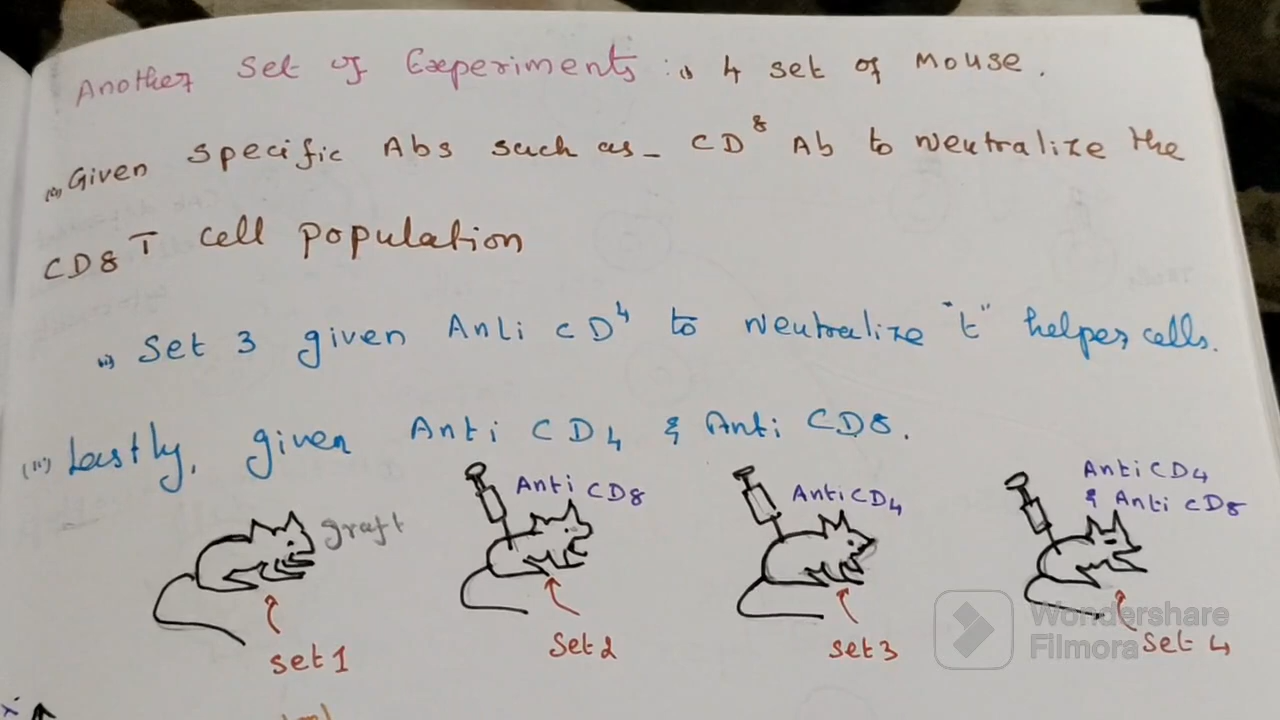 Another Set of Experiments :- 4 set of mouse.
(i) Given specific Abs such as - CD8 Ab to neutralize the
CD8 T cell population
(ii) Set 3 given Anti CD4 to neutralize "t" helper cells.
(iii) Lastly, given Anti CD4 & Anti CD8.
graft
Anti CD8
Anti CD4
Anti CD4
& Anti CD8
Set 1
Set 2
Set 3
Set 4
Wondershare
Filmora